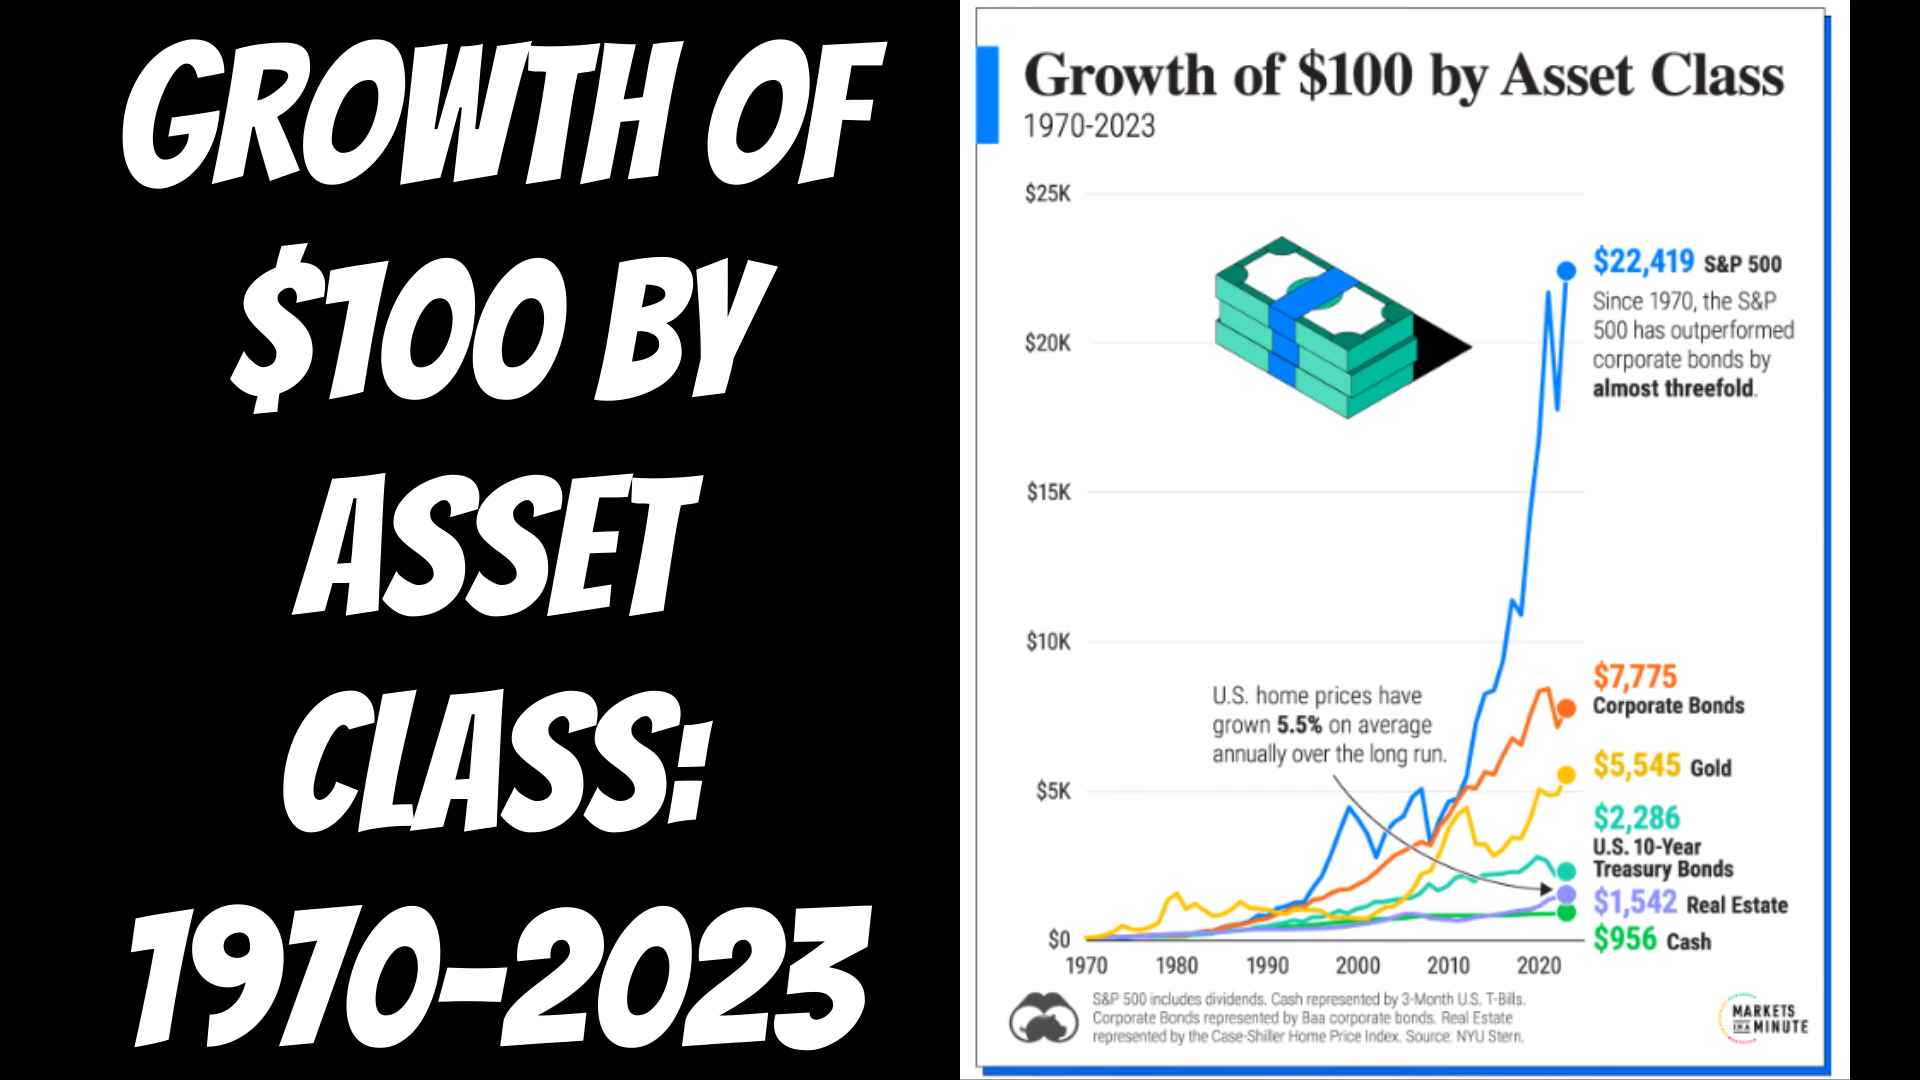 GROWTH OF
$100 BY
ASSET
CLASS:
1970-2023
Growth of $100 by Asset Class
1970-2023
$25K
$20K
$15K
$10K
$5K
$0
$22,419 S&P 500
Since 1970, the S&P
500 has outperformed
corporate bonds by
almost threefold.
U.S. home prices have
grown 5.5% on average
annually over the long run.
$7,775
Corporate Bonds
$5,545 Gold
$2,286
U.S. 10-Year
Treasury Bonds
$1,542 Real Estate
$956 Cash
1970 1980 1990 2000 2010 2020
S&P 500 includes dividends. Cash represented by 3-Month U.S. T-Bills.
Corporate Bonds represented by Baa corporate bonds. Real Estate
represented by the Case-Shiller Home Price Index. Source: NYU Stern.
MARKETS
IN A MINUTE